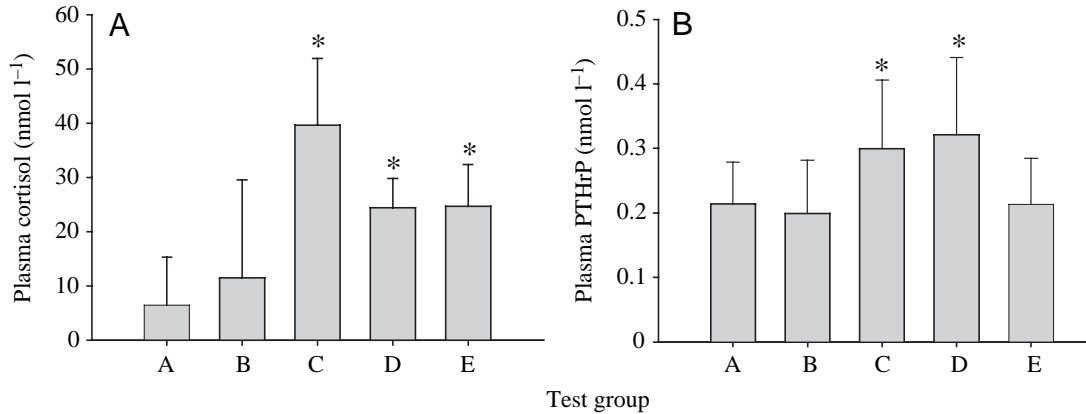 A
Plasma cortisol (nmol l⁻¹)
60
50
40
30
20
10
0
*
*
*
A B C D E
B
Plasma PTHrP (nmol l⁻¹)
0.5
0.4
0.3
0.2
0.1
0
*
*
A B C D E
Test group